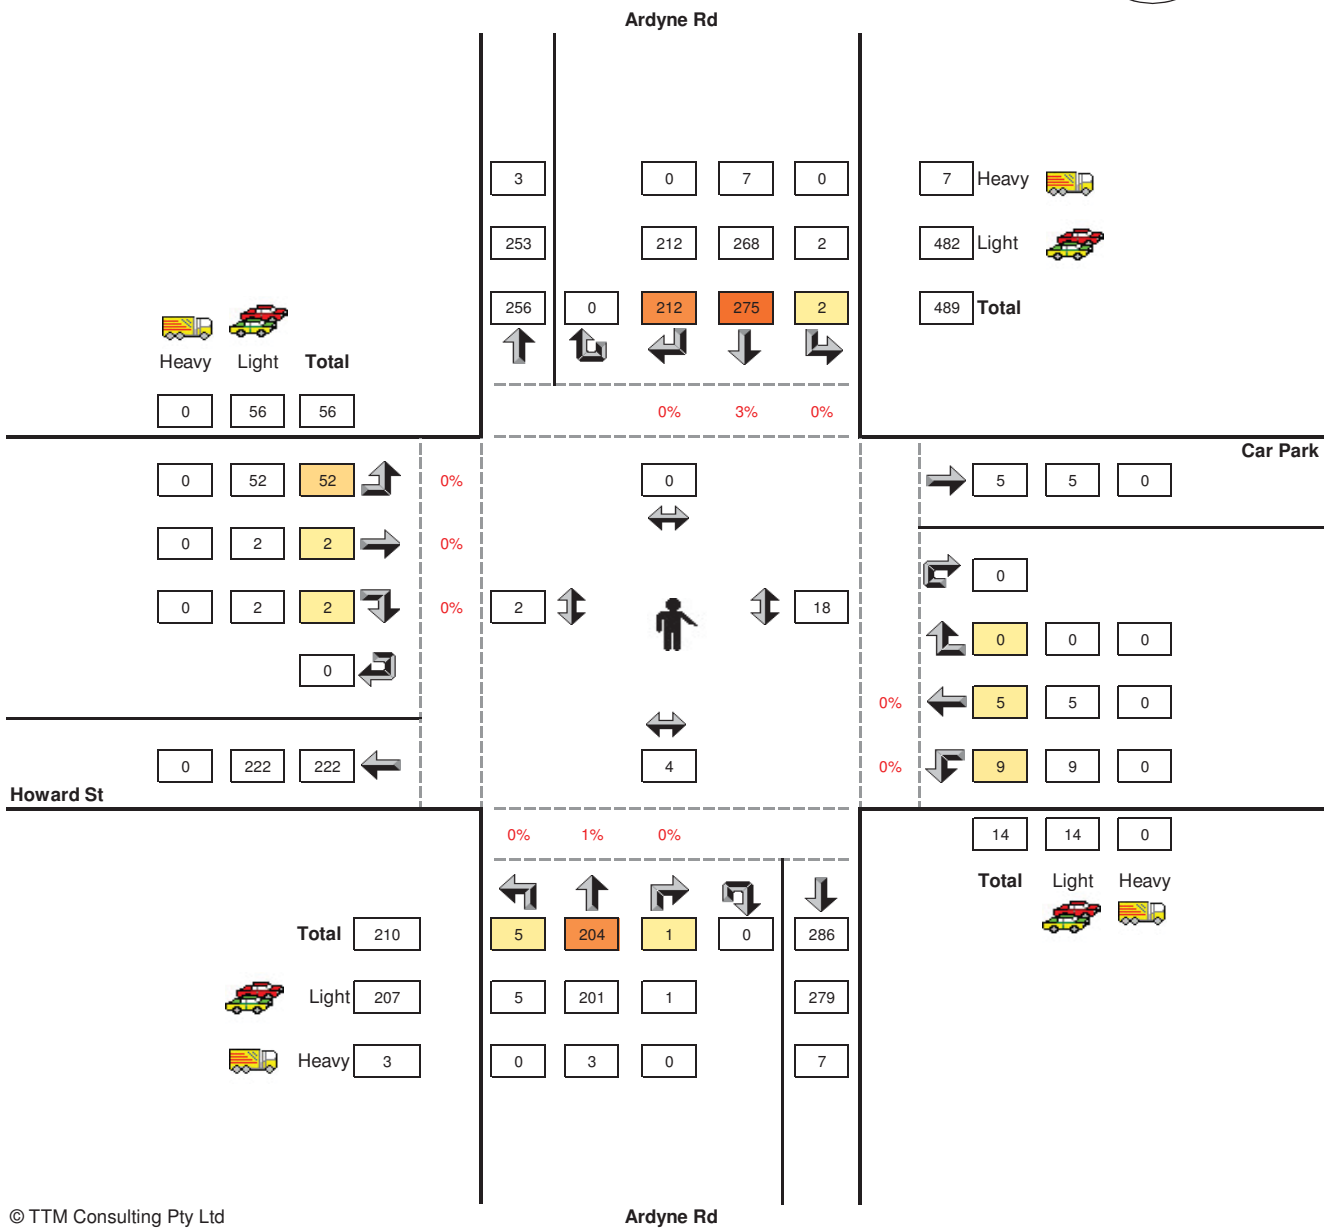 Ardyne Rd
3 0 7 0 7 Heavy
253 212 268 2 482 Light
256 0 212 275 2 489 Total
Heavy Light Total
0 56 56 0% 3% 0%
Car Park
0 52 52 0% 0 5 5 0
0 2 2 0%
0
0 2 2 0% 2 18
0 0 0
0
5 5 0
0%
0 222 222 4 0% 9 9 0
Howard St
0% 1% 0% 14 14 0
Total Light Heavy
Total 210 5 204 1 0 286
Light 207 5 201 1 279
Heavy 3 0 3 0 7
© TTM Consulting Pty Ltd Ardyne Rd